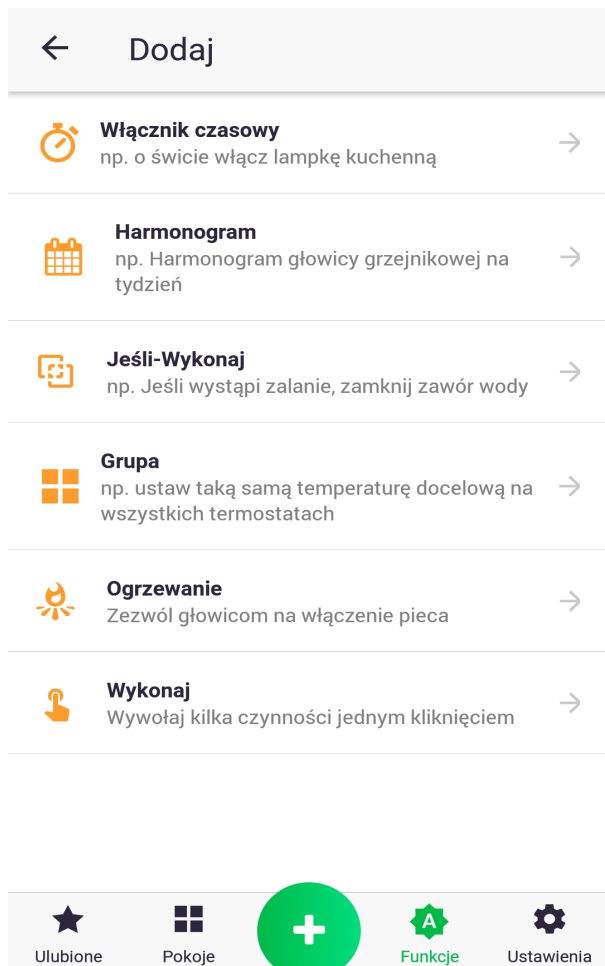 Dodaj
Włącznik czasowy
np. o świcie włącz lampkę kuchenną
Harmonogram
np. Harmonogram głowicy grzejnikowej na
tydzień
Jeśli-Wykonaj
np. Jeśli wystąpi zalanie, zamknij zawór wody
Grupa
np. ustaw taką samą temperaturę docelową na
wszystkich termostatach
Ogrzewanie
Zezwól głowicom na włączenie pieca
Wykonaj
Wywołaj kilka czynności jednym kliknięciem
A
Ulubione Pokoje Funkcje Ustawienia